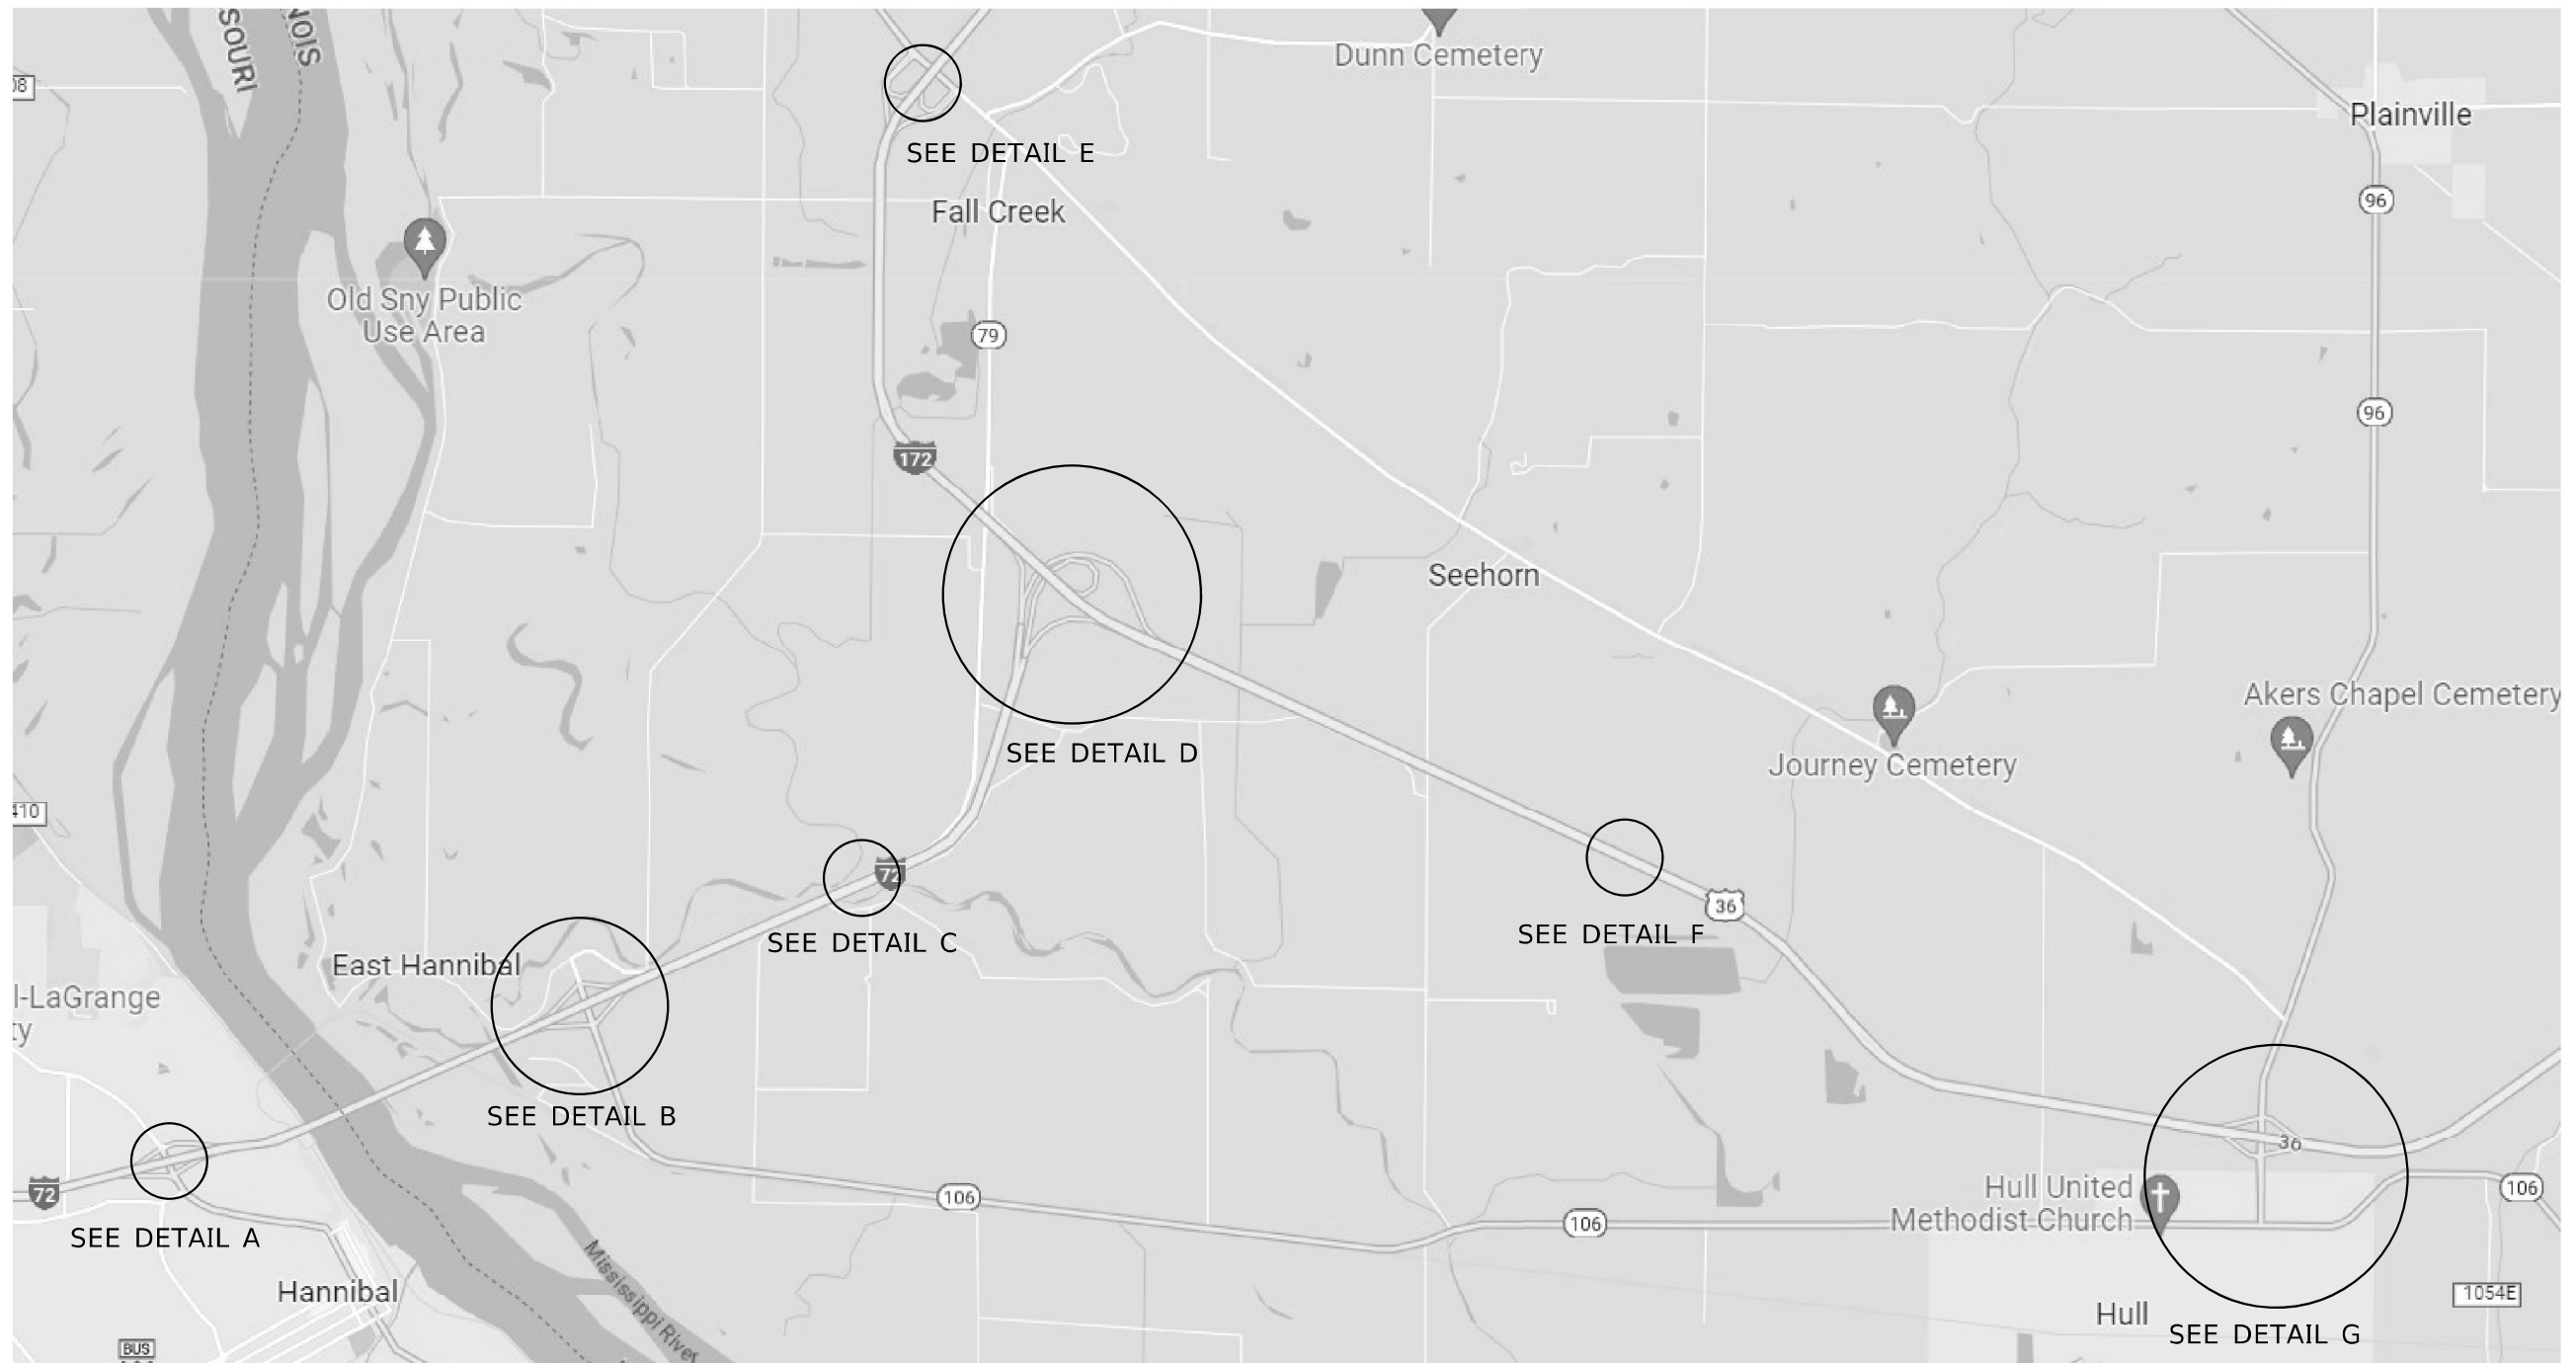 SOURI
NOIS
08
Dunn Cemetery
Plainville
SEE DETAIL E
96
Fall Creek
Old Sny Public
Use Area
79
96
172
Seehorn
Akers Chapel Cemetery
SEE DETAIL D
Journey Cemetery
410
72
36
SEE DETAIL F
SEE DETAIL C
East Hannibal
l-LaGrange
ty
SEE DETAIL B
36
72
106
106
Hull United
Methodist Church
106
SEE DETAIL A
Mississippi River
Hannibal
1054E
Hull
SEE DETAIL G
BUS